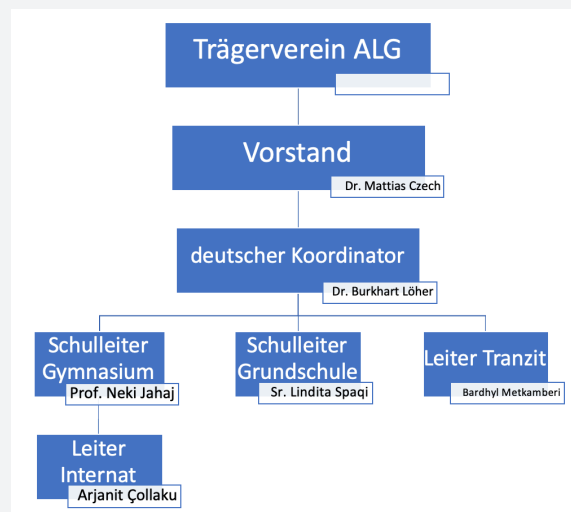 Trägerverein ALG
Vorstand
Dr. Mattias Czech
deutscher Koordinator
Dr. Burkhart Löher
Schulleiter
Gymnasium
Prof. Neki Jahaj
Schulleiter
Grundschule
Sr. Lindita Spaqi
Leiter Tranzit
Bardhyl Metkamberi
Leiter
Internat
Arjanit Çollaku